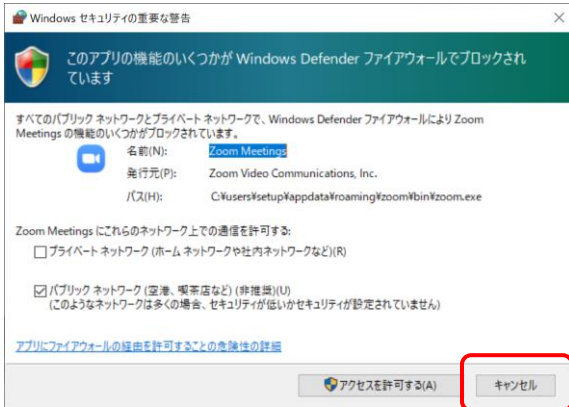 Windows セキュリティの重要な警告
このアプリの機能のいくつかが Windows Defender ファイアウォールでブロックされ
ています
すべてのパブリック ネットワークとプライベート ネットワークで、Windows Defender ファイアウォールにより Zoom
Meetings の機能のいくつかがブロックされています。
名前(N): Zoom Meetings
発行元(P): Zoom Video Communications, Inc.
パス(H): C:¥users¥setup¥appdata¥roaming¥zoom¥bin¥zoom.exe
Zoom Meetings にこれらのネットワーク上での通信を許可する:
プライベート ネットワーク (ホーム ネットワークや社内ネットワークなど)(R)
パブリック ネットワーク (空港、喫茶店など) (非推奨)(U)
(このようなネットワークは多くの場合、セキュリティが低いかセキュリティが設定されていません)
アプリにファイアウォールの経由を許可することの危険性の詳細
アクセスを許可する(A) キャンセル